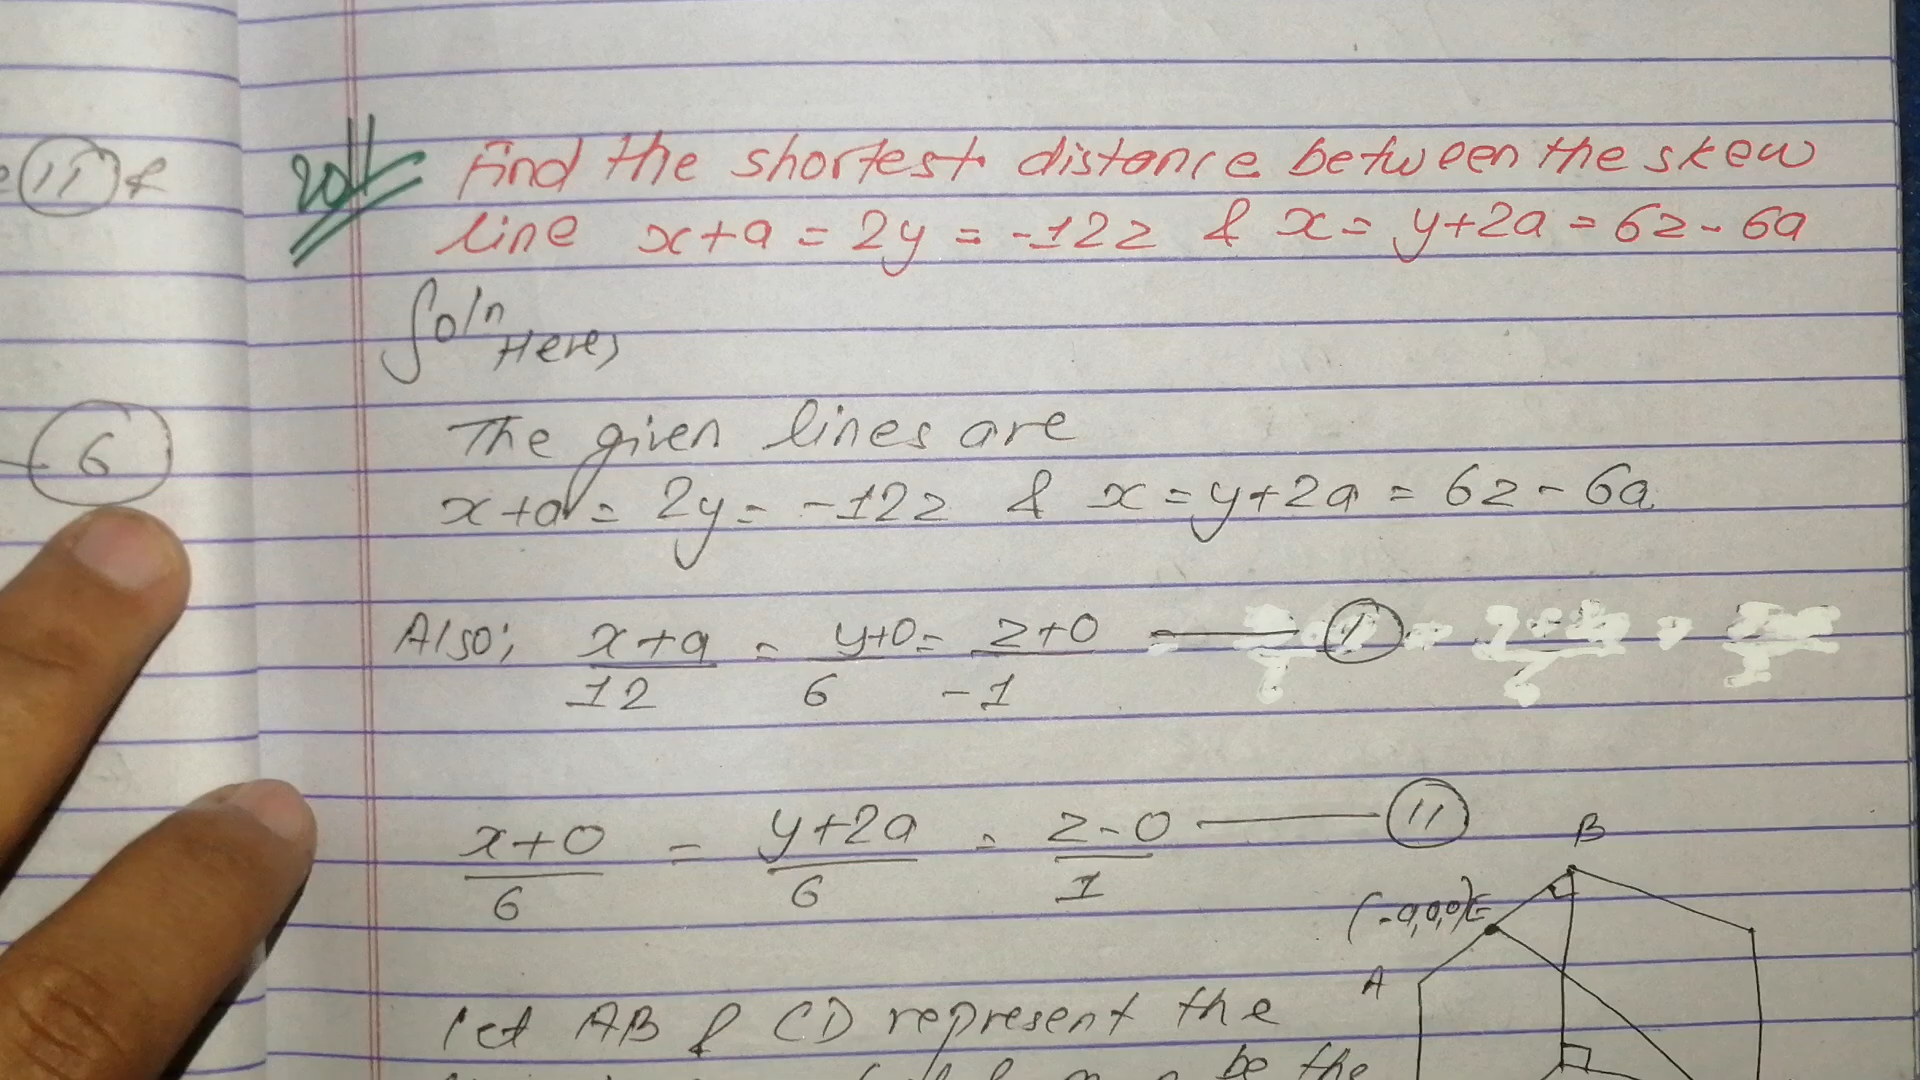 (11) &
6
20# Find the shortest distance between the skew
line x+a = 2y = -12z & x = y+2a = 6z - 6a
Soln Here,
The given lines are
x+a = 2y = -12z & x = y+2a = 6z - 6a
Also; x+a/12 = y+0/6 = z+0/-1 — (1)
x+0/6 = y+2a/6 = z-0/1 — (11)
B
(-a,0,0)E
A
let AB & CD represent the
be the